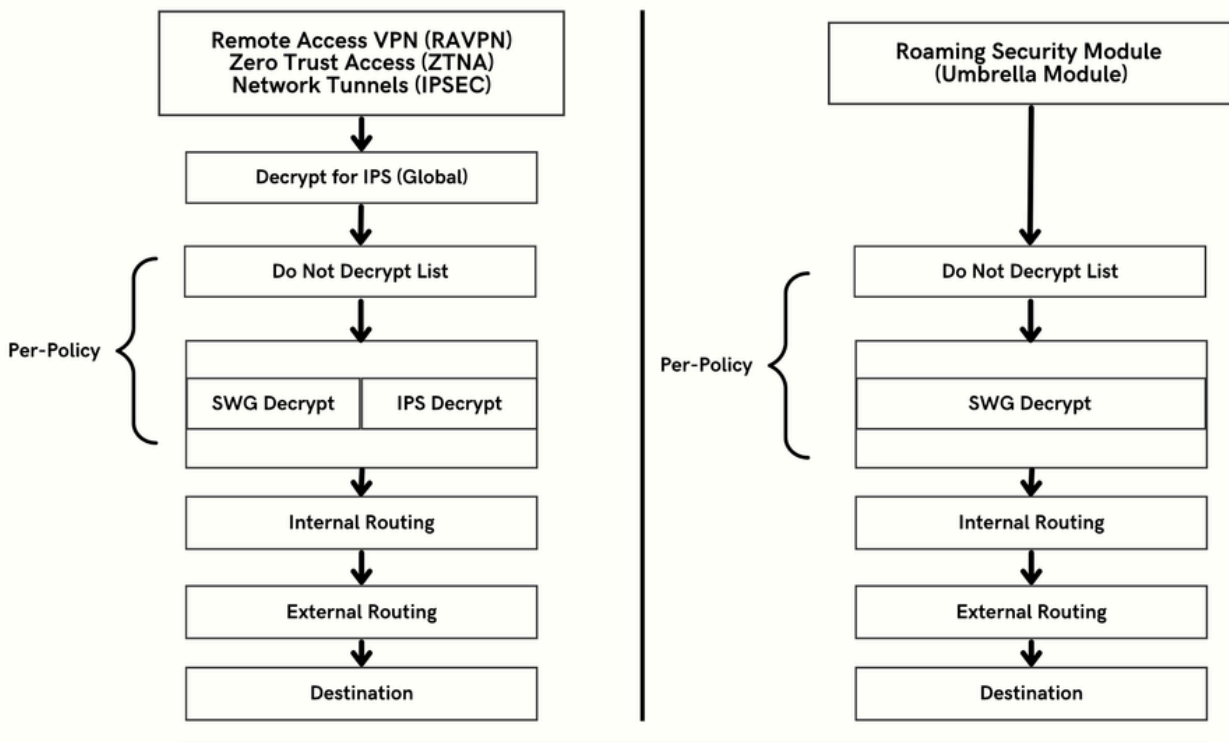 Remote Access VPN (RAVPN)
Zero Trust Access (ZTNA)
Network Tunnels (IPSEC)
Decrypt for IPS (Global)
Do Not Decrypt List
Per-Policy
SWG Decrypt
IPS Decrypt
Internal Routing
External Routing
Destination
Roaming Security Module
(Umbrella Module)
Do Not Decrypt List
Per-Policy
SWG Decrypt
Internal Routing
External Routing
Destination